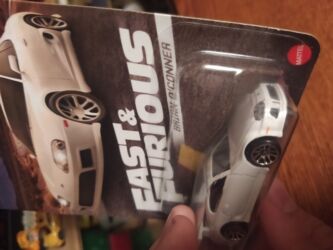 FAST&
FURIOUS
BRIAN O'CONNER
MATTEL